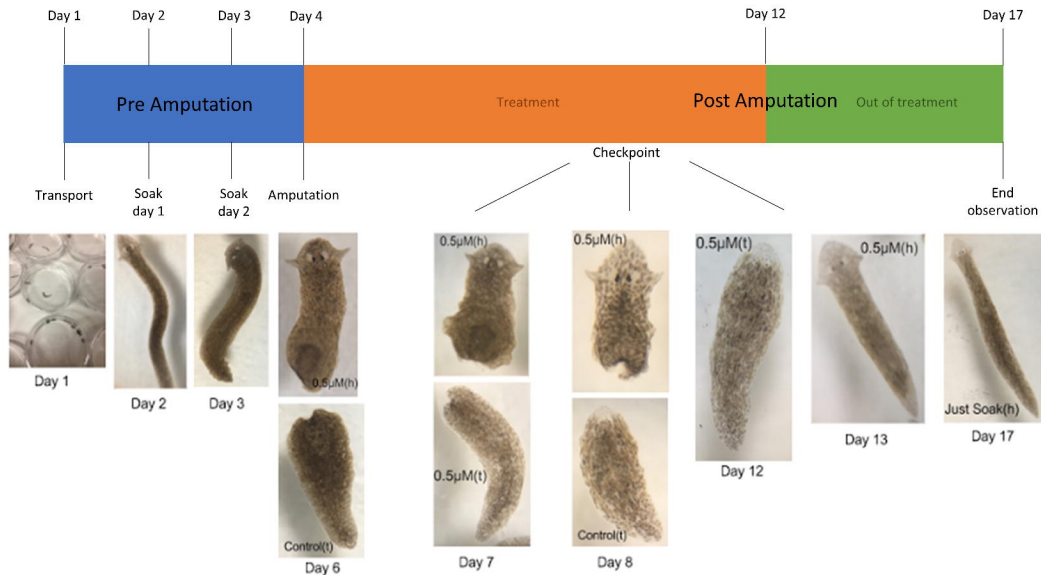 Day 1
Day 2
Day 3
Day 4
Day 12
Day 17
Pre Amputation
Treatment
Post Amputation
Out of treatment
Checkpoint
Transport
Soak
day 1
Soak
day 2
Amputation
End
observation
0.5µM(h)
0.5µM(h)
0.5µM(h)
0.5µM(t)
0.5µM(h)
Day 1
Day 2
Day 3
0.5µM(t)
Just Soak(h)
Day 12
Day 13
Day 17
Control(t)
Control(t)
Day 6
Day 7
Day 8